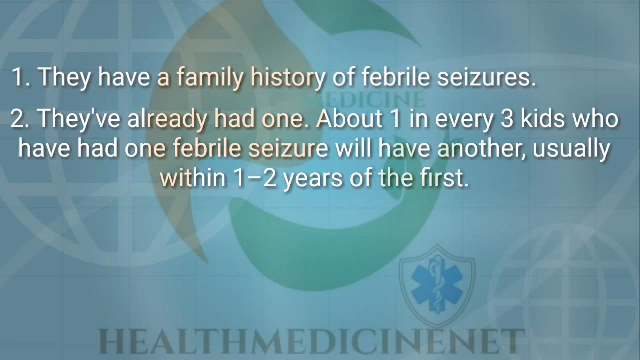 1. They have a family history of febrile seizures.
2. They've already had one. About 1 in every 3 kids who
have had one febrile seizure will have another, usually
within 1–2 years of the first.
MEDICINE
HEALTHMEDICINENET